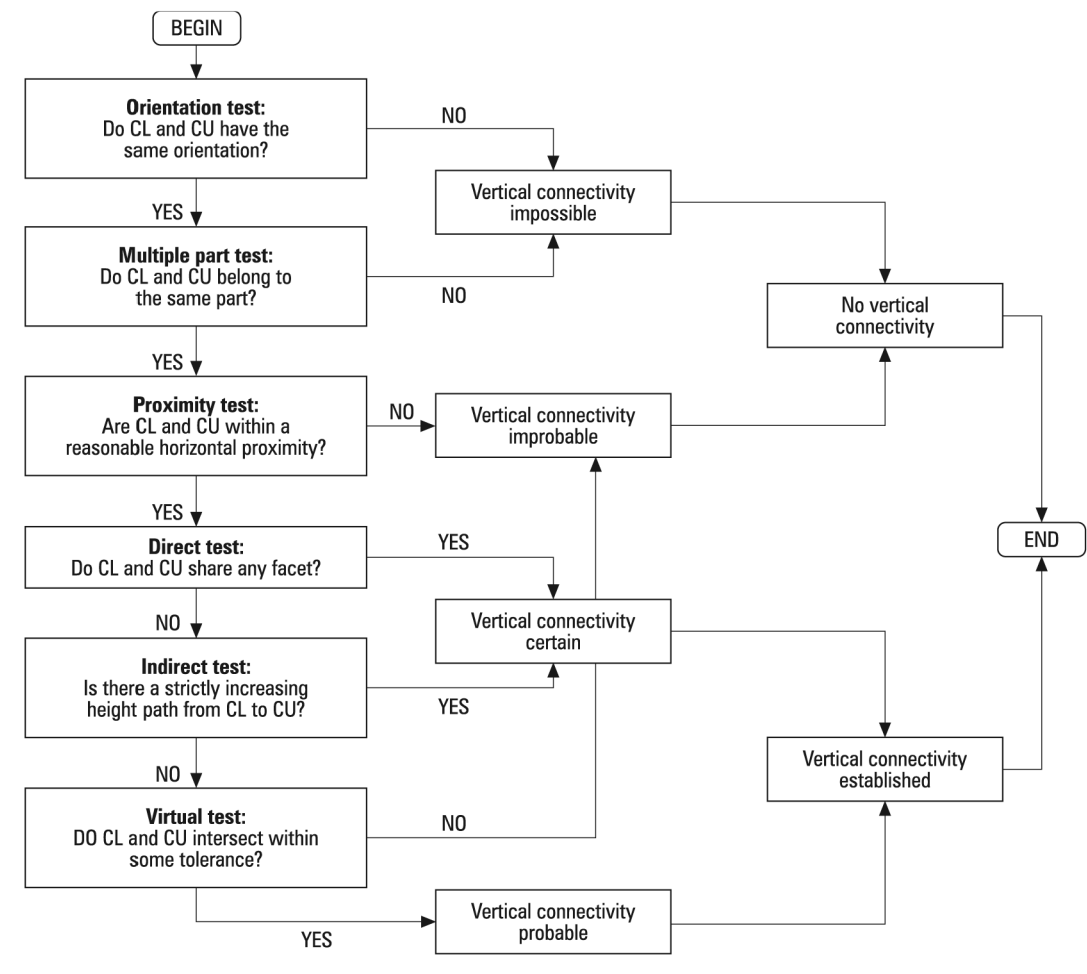 BEGIN
Orientation test:
Do CL and CU have the
same orientation?
NO
Vertical connectivity
impossible
YES
Multiple part test:
Do CL and CU belong to
the same part?
NO
No vertical
connectivity
YES
Proximity test:
Are CL and CU within a
reasonable horizontal proximity?
NO
Vertical connectivity
improbable
YES
Direct test:
Do CL and CU share any facet?
YES
END
Vertical connectivity
certain
NO
Indirect test:
Is there a strictly increasing
height path from CL to CU?
YES
Vertical connectivity
established
NO
Virtual test:
DO CL and CU intersect within
some tolerance?
NO
YES
Vertical connectivity
probable